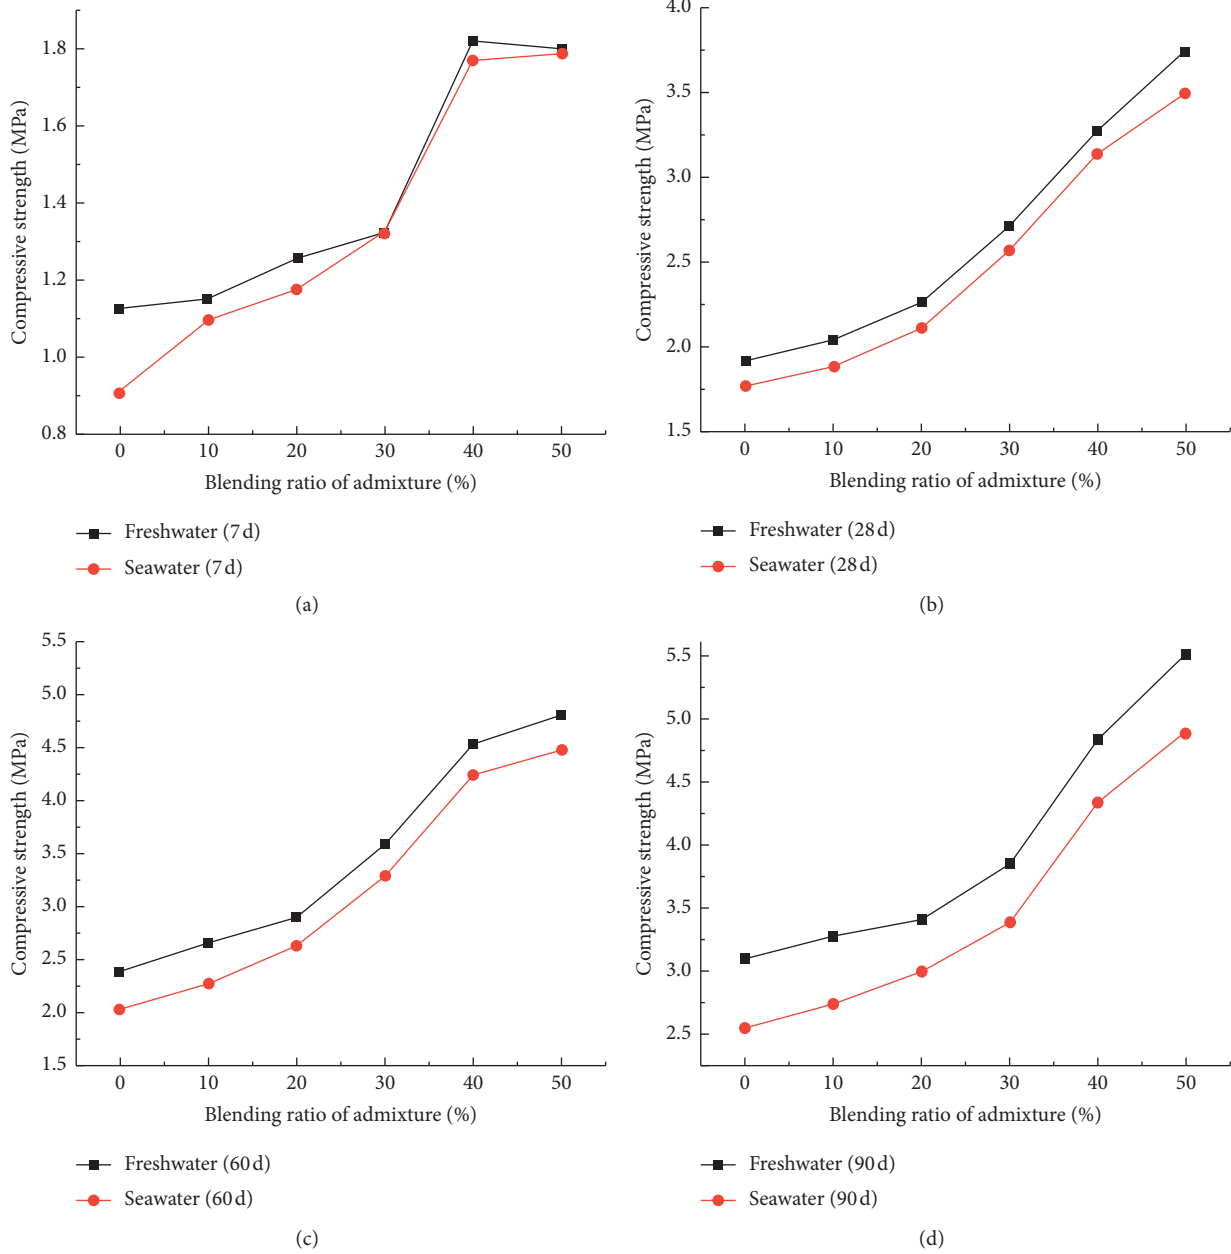 1.8
1.6
1.4
1.2
1.0
0.8
Compressive strength (MPa)
0 10 20 30 40 50
Blending ratio of admixture (%)
Freshwater (7 d)
Seawater (7 d)
(a)
4.0
3.5
3.0
2.5
2.0
1.5
Compressive strength (MPa)
0 10 20 30 40 50
Blending ratio of admixture (%)
Freshwater (28 d)
Seawater (28 d)
(b)
5.5
5.0
4.5
4.0
3.5
3.0
2.5
2.0
1.5
Compressive strength (MPa)
0 10 20 30 40 50
Blending ratio of admixture (%)
Freshwater (60 d)
Seawater (60 d)
(c)
5.5
5.0
4.5
4.0
3.5
3.0
2.5
Compressive strength (MPa)
0 10 20 30 40 50
Blending ratio of admixture (%)
Freshwater (90 d)
Seawater (90 d)
(d)